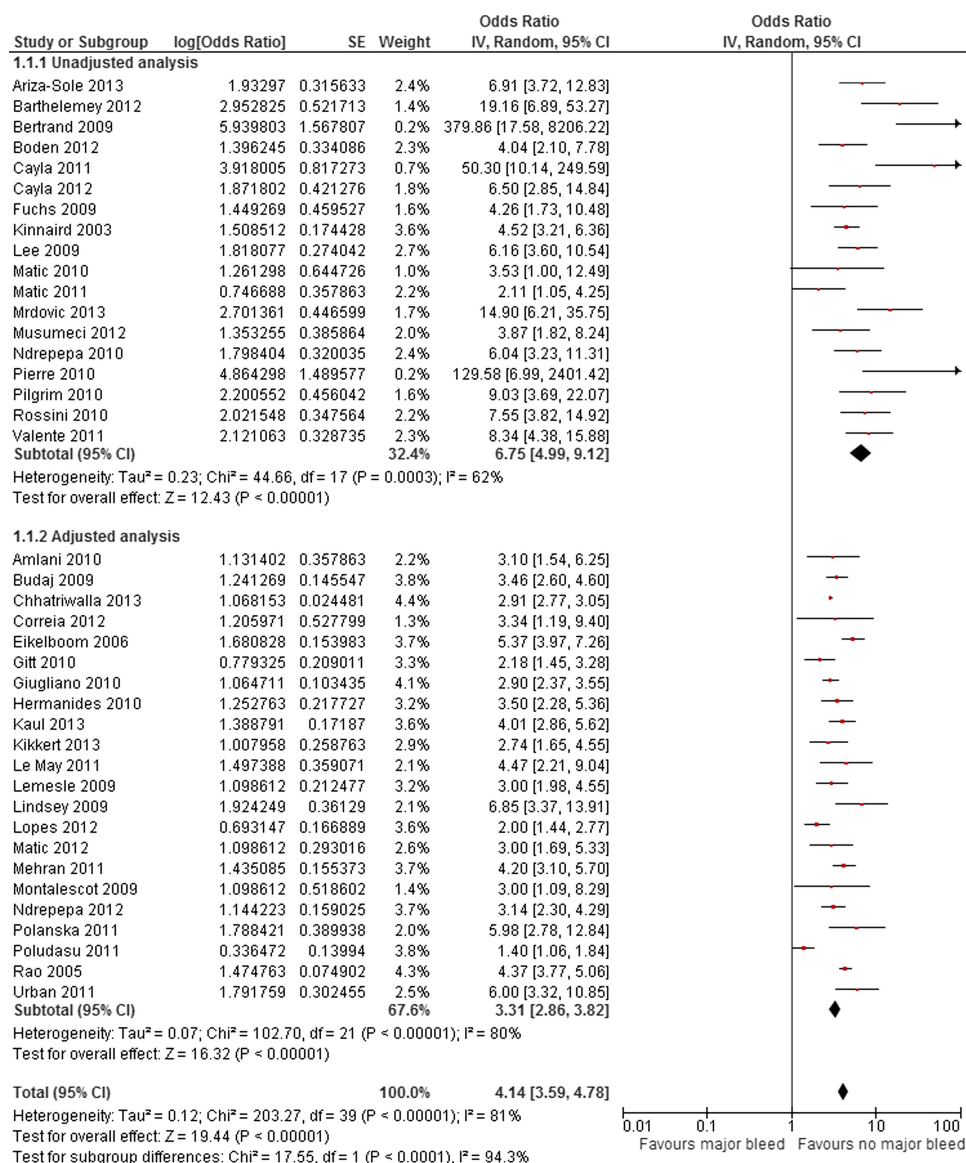 Odds Ratio Odds Ratio
Study or Subgroup log[Odds Ratio] SE Weight IV, Random, 95% CI IV, Random, 95% CI
1.1.1 Unadjusted analysis
Ariza-Sole 2013 1.93297 0.315633 2.4% 6.91 [3.72, 12.83]
Barthelemey 2012 2.952825 0.521713 1.4% 19.16 [6.89, 53.27]
Bertrand 2009 5.939803 1.567807 0.2% 379.86 [17.58, 8206.22]
Boden 2012 1.396245 0.334086 2.3% 4.04 [2.10, 7.78]
Cayla 2011 3.918005 0.817273 0.7% 50.30 [10.14, 249.59]
Cayla 2012 1.871802 0.421276 1.8% 6.50 [2.85, 14.84]
Fuchs 2009 1.449269 0.459527 1.6% 4.26 [1.73, 10.48]
Kinnaird 2003 1.508512 0.174428 3.6% 4.52 [3.21, 6.36]
Lee 2009 1.818077 0.274042 2.7% 6.16 [3.60, 10.54]
Matic 2010 1.261298 0.644726 1.0% 3.53 [1.00, 12.49]
Matic 2011 0.746688 0.357863 2.2% 2.11 [1.05, 4.25]
Mrdovic 2013 2.701361 0.446599 1.7% 14.90 [6.21, 35.75]
Musumeci 2012 1.353255 0.385864 2.0% 3.87 [1.82, 8.24]
Ndrepepa 2010 1.798404 0.320035 2.4% 6.04 [3.23, 11.31]
Pierre 2010 4.864298 1.489577 0.2% 129.58 [6.99, 2401.42]
Pilgrim 2010 2.200552 0.456042 1.6% 9.03 [3.69, 22.07]
Rossini 2010 2.021548 0.347564 2.2% 7.55 [3.82, 14.92]
Valente 2011 2.121063 0.328735 2.3% 8.34 [4.38, 15.88]
Subtotal (95% CI) 32.4% 6.75 [4.99, 9.12]
Heterogeneity: Tau² = 0.23; Chi² = 44.66, df = 17 (P = 0.0003); I² = 62%
Test for overall effect: Z = 12.43 (P < 0.00001)
1.1.2 Adjusted analysis
Amlani 2010 1.131402 0.357863 2.2% 3.10 [1.54, 6.25]
Budaj 2009 1.241269 0.145547 3.8% 3.46 [2.60, 4.60]
Chhatriwalla 2013 1.068153 0.024481 4.4% 2.91 [2.77, 3.05]
Correia 2012 1.205971 0.527799 1.3% 3.34 [1.19, 9.40]
Eikelboom 2006 1.680828 0.153983 3.7% 5.37 [3.97, 7.26]
Gitt 2010 0.779325 0.209011 3.3% 2.18 [1.45, 3.28]
Giugliano 2010 1.064711 0.103435 4.1% 2.90 [2.37, 3.55]
Hermanides 2010 1.252763 0.217727 3.2% 3.50 [2.28, 5.36]
Kaul 2013 1.388791 0.17187 3.6% 4.01 [2.86, 5.62]
Kikkert 2013 1.007958 0.258763 2.9% 2.74 [1.65, 4.55]
Le May 2011 1.497388 0.359071 2.1% 4.47 [2.21, 9.04]
Lemesle 2009 1.098612 0.212477 3.2% 3.00 [1.98, 4.55]
Lindsey 2009 1.924249 0.36129 2.1% 6.85 [3.37, 13.91]
Lopes 2012 0.693147 0.166889 3.6% 2.00 [1.44, 2.77]
Matic 2012 1.098612 0.293016 2.6% 3.00 [1.69, 5.33]
Mehran 2011 1.435085 0.155373 3.7% 4.20 [3.10, 5.70]
Montalescot 2009 1.098612 0.518602 1.4% 3.00 [1.09, 8.29]
Ndrepepa 2012 1.144223 0.159025 3.7% 3.14 [2.30, 4.29]
Polanska 2011 1.788421 0.389938 2.0% 5.98 [2.78, 12.84]
Poludasu 2011 0.336472 0.13994 3.8% 1.40 [1.06, 1.84]
Rao 2005 1.474763 0.074902 4.3% 4.37 [3.77, 5.06]
Urban 2011 1.791759 0.302455 2.5% 6.00 [3.32, 10.85]
Subtotal (95% CI) 67.6% 3.31 [2.86, 3.82]
Heterogeneity: Tau² = 0.07; Chi² = 102.70, df = 21 (P < 0.00001); I² = 80%
Test for overall effect: Z = 16.32 (P < 0.00001)
Total (95% CI) 100.0% 4.14 [3.59, 4.78]
Heterogeneity: Tau² = 0.12; Chi² = 203.27, df = 39 (P < 0.00001); I² = 81%
Test for overall effect: Z = 19.44 (P < 0.00001)
Test for subgroup differences: Chi² = 17.55, df = 1 (P < 0.0001), I² = 94.3%
0.01 0.1 1 10 100
Favours major bleed Favours no major bleed